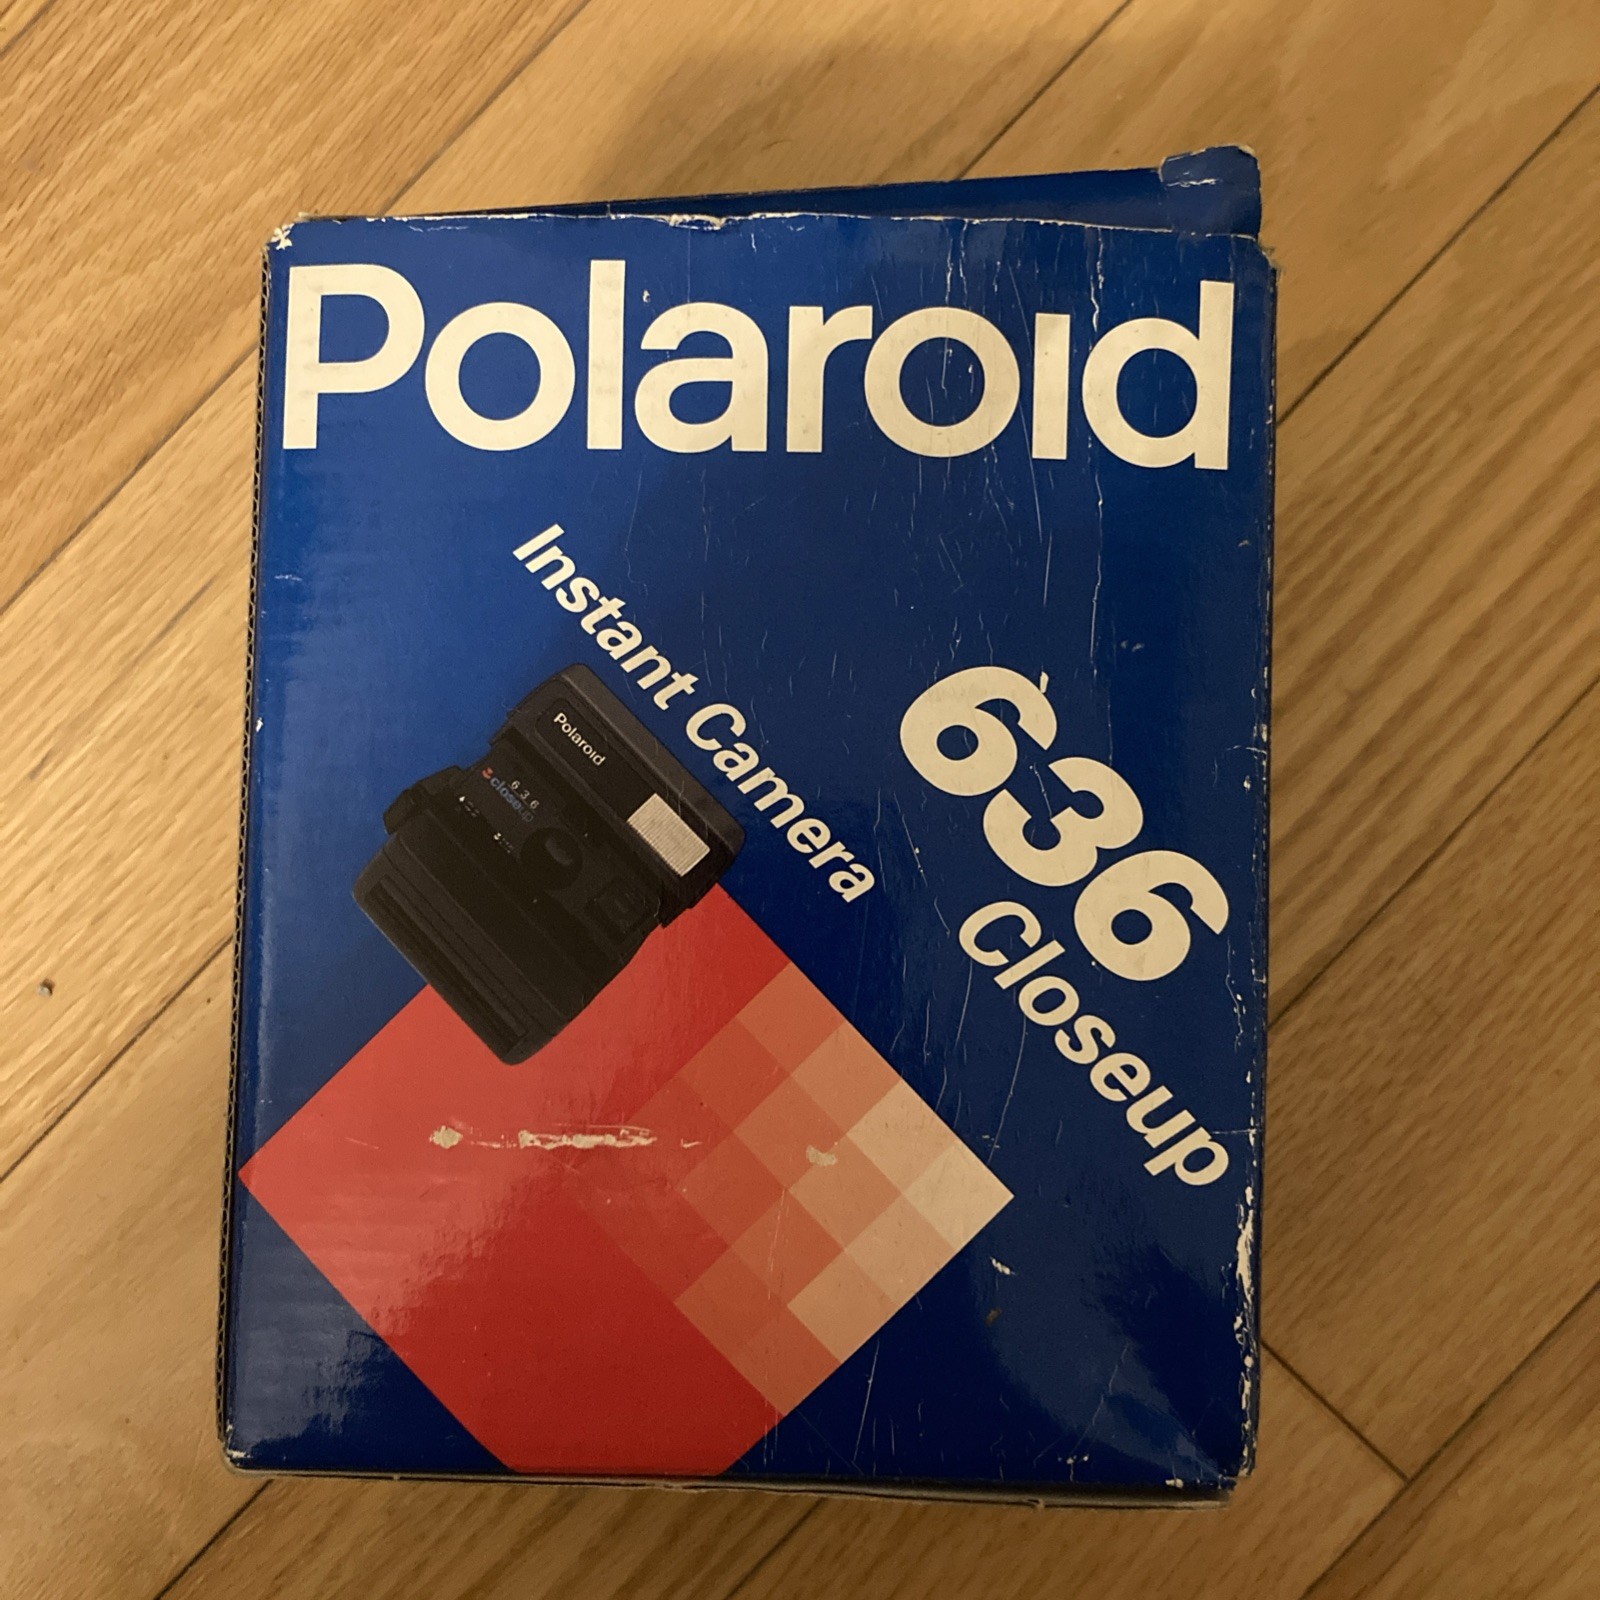 Polaroid
Instant Camera
636
Closeup
Polaroid
636
closeup